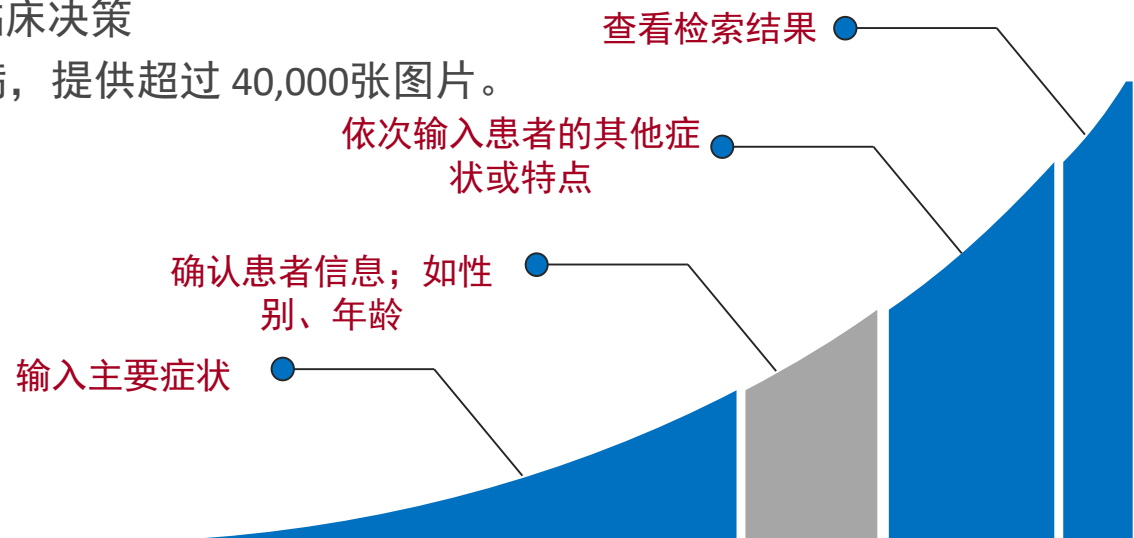 临床决策
，提供超过 40,000张图片。
查看检索结果
依次输入患者的其他症
状或特点
确认患者信息；如性
别、年龄
输入主要症状